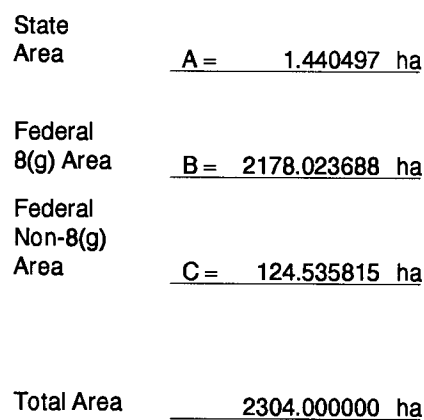 State
Area A = 1.440497 ha
Federal
8(g) Area B = 2178.023688 ha
Federal
Non-8(g)
Area C = 124.535815 ha
Total Area 2304.000000 ha